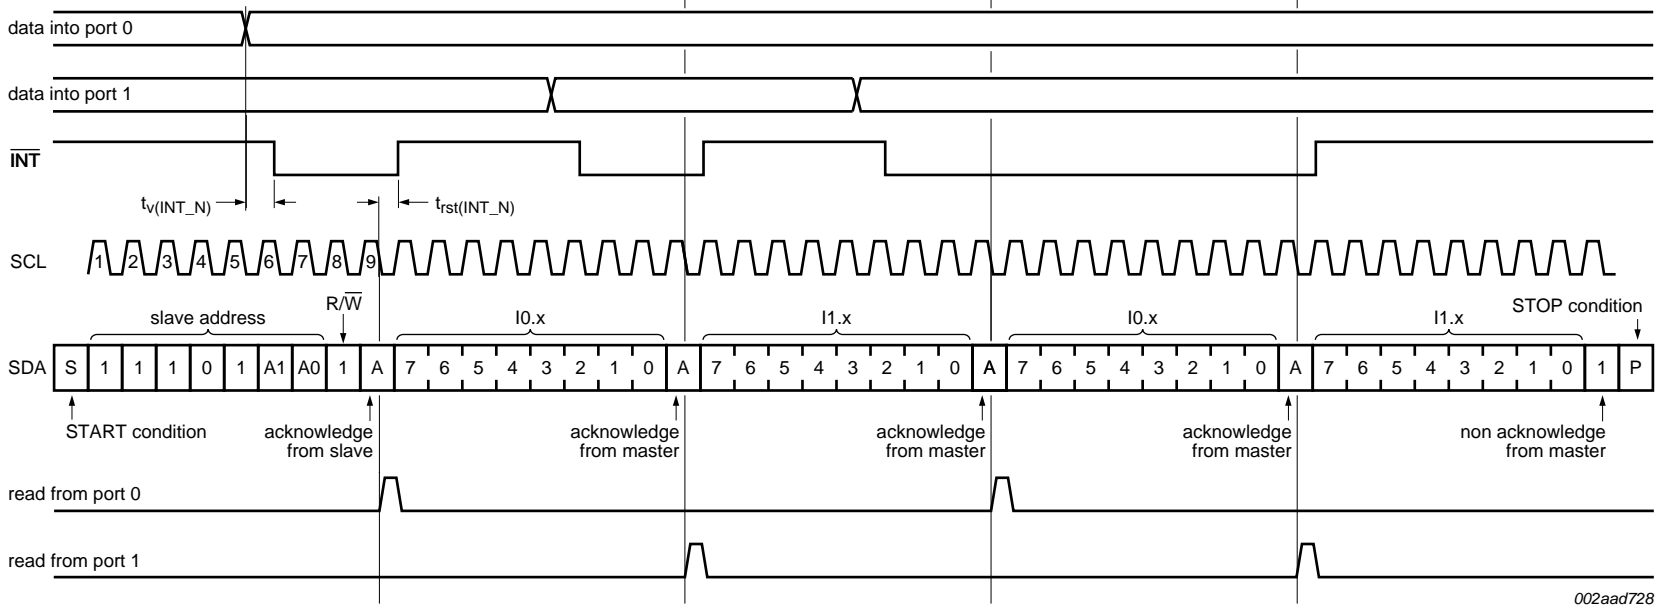 data into port 0
data into port 1
INT
tv(INT_N)
trst(INT_N)
SCL
1 2 3 4 5 6 7 8 9
R/W
STOP condition
slave address
I0.x
I1.x
I0.x
I1.x
SDA S 1 1 1 0 1 A1 A0 1 A 7 6 5 4 3 2 1 0 A 7 6 5 4 3 2 1 0 A 7 6 5 4 3 2 1 0 A 7 6 5 4 3 2 1 0 1 P
START condition
acknowledge
from slave
acknowledge
from master
acknowledge
from master
acknowledge
from master
non acknowledge
from master
read from port 0
read from port 1
002aad728